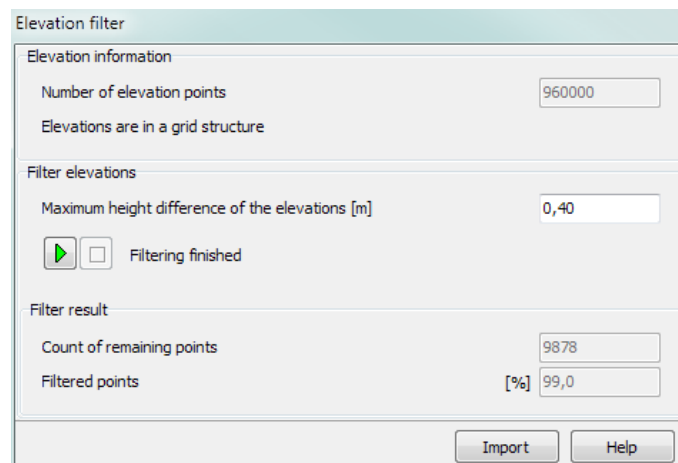 Elevation filter
Elevation information
Number of elevation points 960000
Elevations are in a grid structure
Filter elevations
Maximum height difference of the elevations [m] 0,40
Filtering finished
Filter result
Count of remaining points 9878
Filtered points [%] 99,0
Import Help